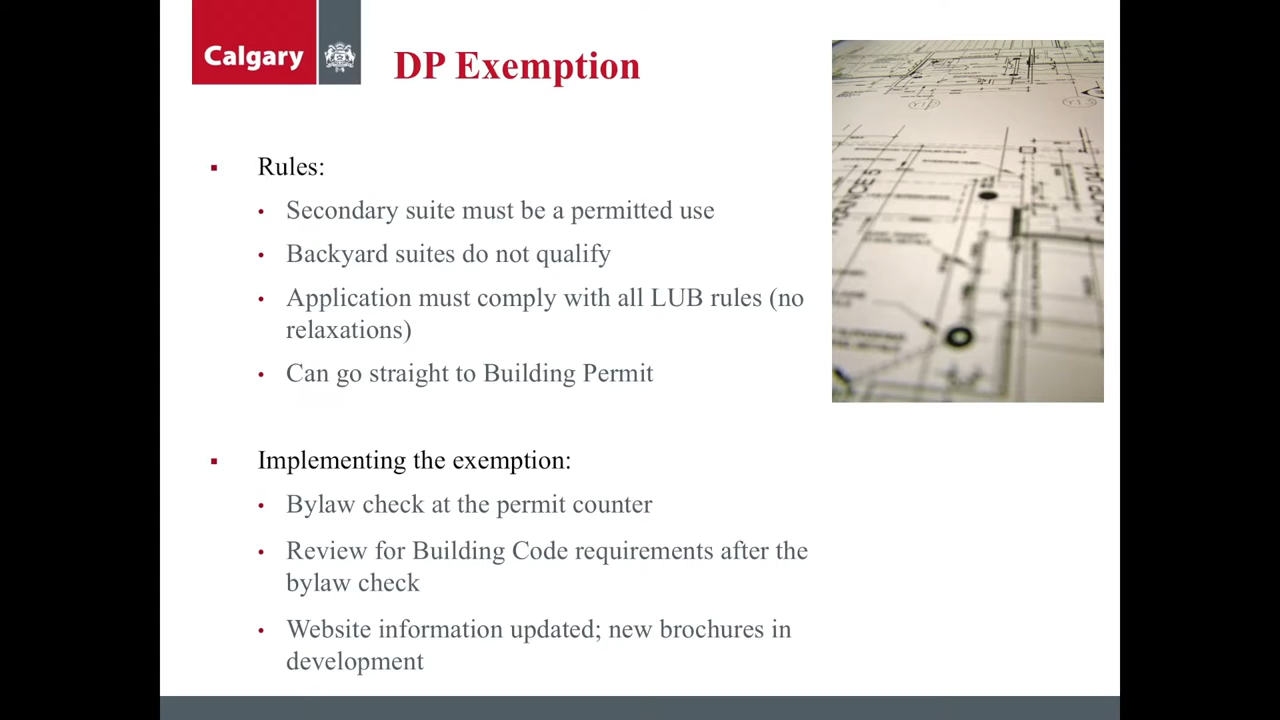 Calgary
DP Exemption
Rules:
Secondary suite must be a permitted use
Backyard suites do not qualify
Application must comply with all LUB rules (no
relaxations)
Can go straight to Building Permit
Implementing the exemption:
Bylaw check at the permit counter
Review for Building Code requirements after the
bylaw check
Website information updated; new brochures in
development